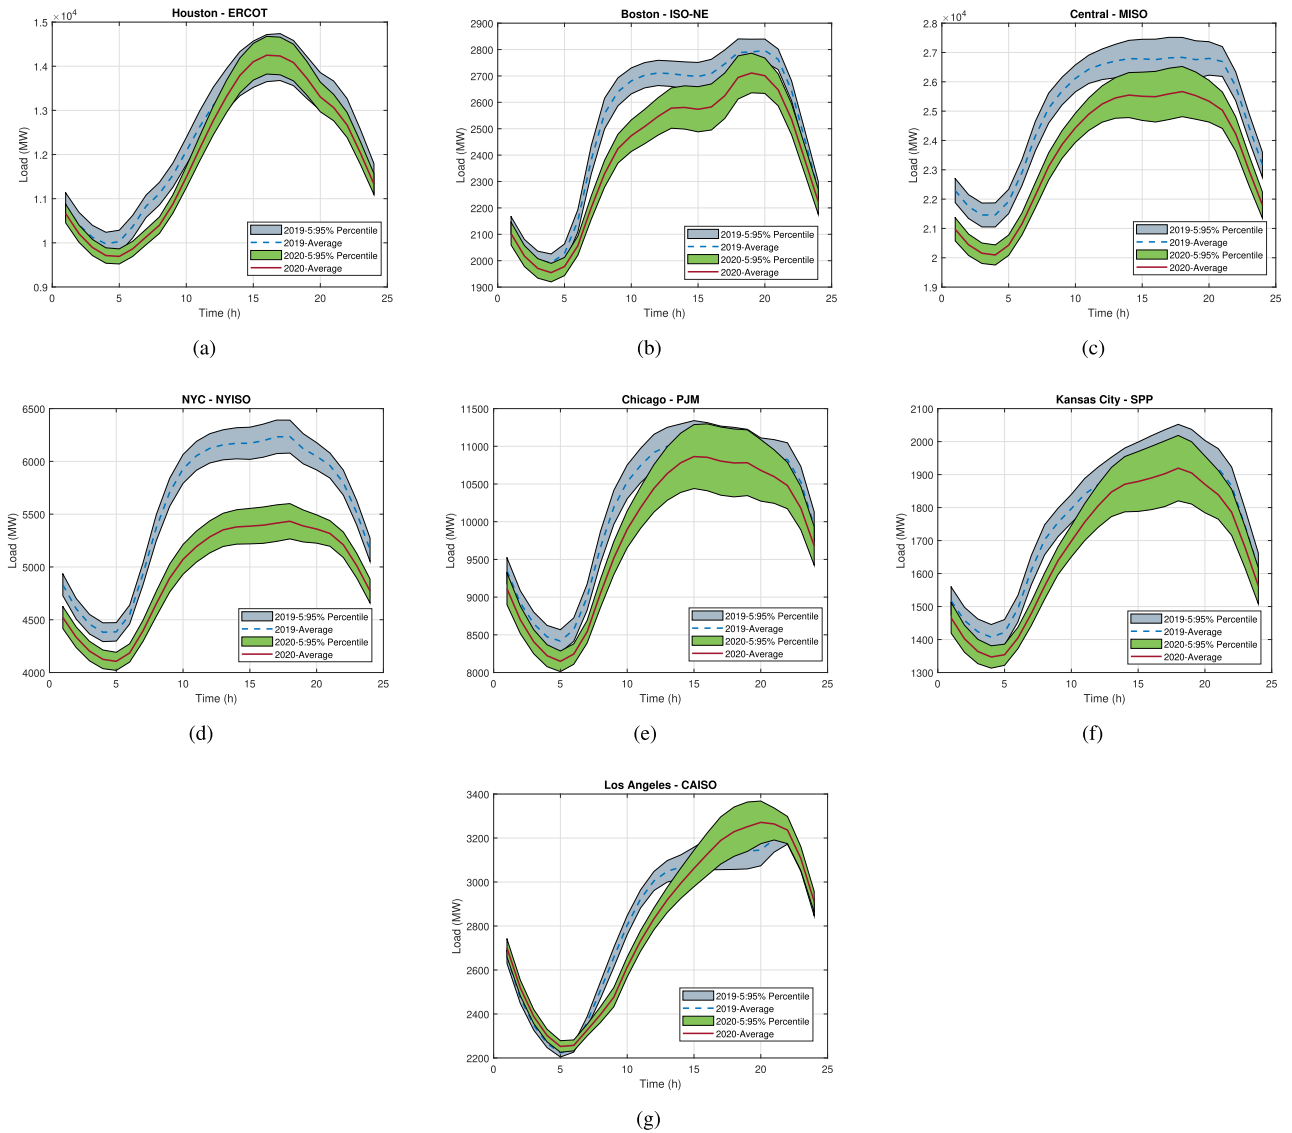 Houston - ERCOT
×10⁴
1.5
1.4
1.3
1.2
1.1
1
0.9
Load (MW)
0 5 10 15 20 25
Time (h)
2019-5:95% Percentile
2019-Average
2020-5:95% Percentile
2020-Average
(a)
Boston - ISO-NE
2900
2800
2700
2600
2500
2400
2300
2200
2100
2000
1900
Load (MW)
0 5 10 15 20 25
Time (h)
2019-5:95% Percentile
2019-Average
2020-5:95% Percentile
2020-Average
(b)
Central - MISO
×10⁴
2.8
2.7
2.6
2.5
2.4
2.3
2.2
2.1
2
1.9
Load (MW)
0 5 10 15 20 25
Time (h)
2019-5:95% Percentile
2019-Average
2020-5:95% Percentile
2020-Average
(c)
NYC - NYISO
6500
6000
5500
5000
4500
4000
Load (MW)
0 5 10 15 20 25
Time (h)
2019-5:95% Percentile
2019-Average
2020-5:95% Percentile
2020-Average
(d)
Chicago - PJM
11500
11000
10500
10000
9500
9000
8500
8000
Load (MW)
0 5 10 15 20 25
Time (h)
2019-5:95% Percentile
2019-Average
2020-5:95% Percentile
2020-Average
(e)
Kansas City - SPP
2100
2000
1900
1800
1700
1600
1500
1400
1300
Load (MW)
0 5 10 15 20 25
Time (h)
2019-5:95% Percentile
2019-Average
2020-5:95% Percentile
2020-Average
(f)
Los Angeles - CAISO
3400
3200
3000
2800
2600
2400
2200
Load (MW)
0 5 10 15 20 25
Time (h)
2019-5:95% Percentile
2019-Average
2020-5:95% Percentile
2020-Average
(g)